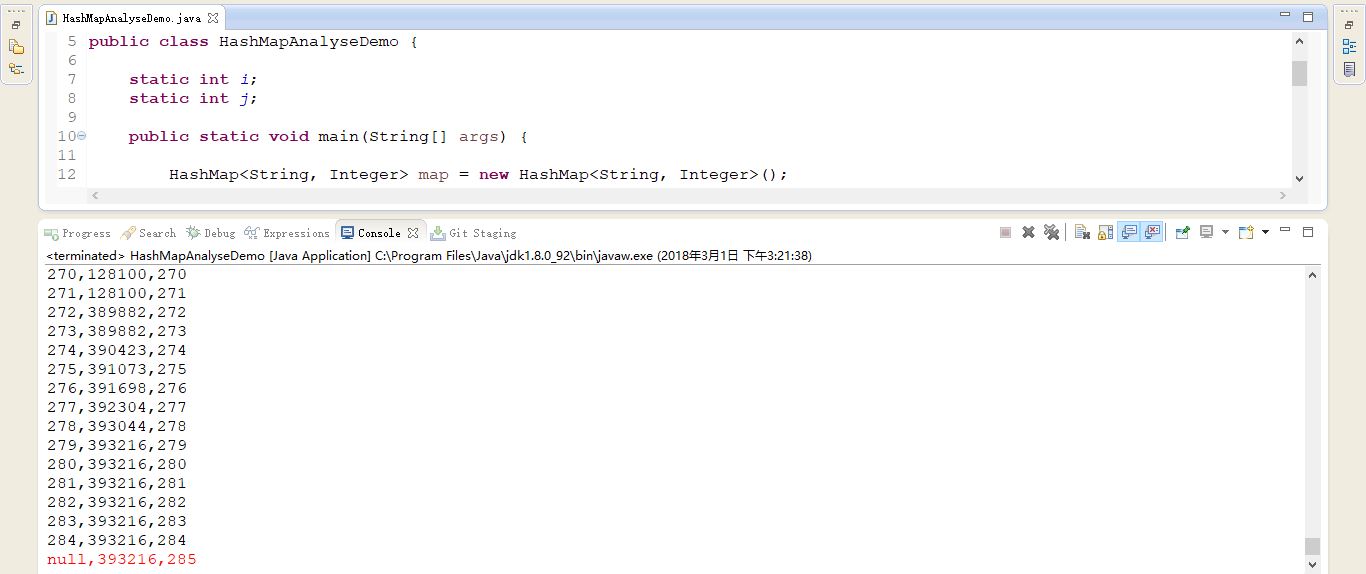 HashMapAnalyseDemo.java
5 public class HashMapAnalyseDemo {
6
7 static int i;
8 static int j;
9
10 public static void main(String[] args) {
11
12 HashMap<String, Integer> map = new HashMap<String, Integer>();
Progress Search Debug Expressions Console Git Staging
<terminated> HashMapAnalyseDemo [Java Application] C:\Program Files\Java\jdk1.8.0_92\bin\javaw.exe (2018年3月1日 下午3:21:38)
270,128100,270
271,128100,271
272,389882,272
273,389882,273
274,390423,274
275,391073,275
276,391698,276
277,392304,277
278,393044,278
279,393216,279
280,393216,280
281,393216,281
282,393216,282
283,393216,283
284,393216,284
null,393216,285